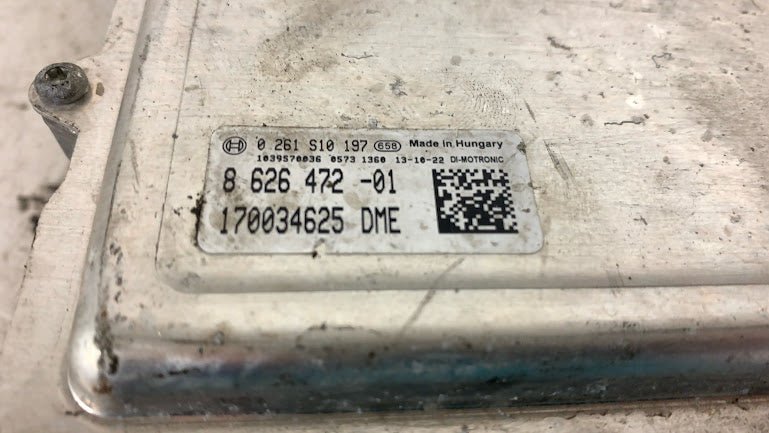 0 261 S10 197 658 Made in Hungary
1039S70036 0573 1360 13-10-22 DI-MOTRONIC
8 626 472 -01
170034625 DME